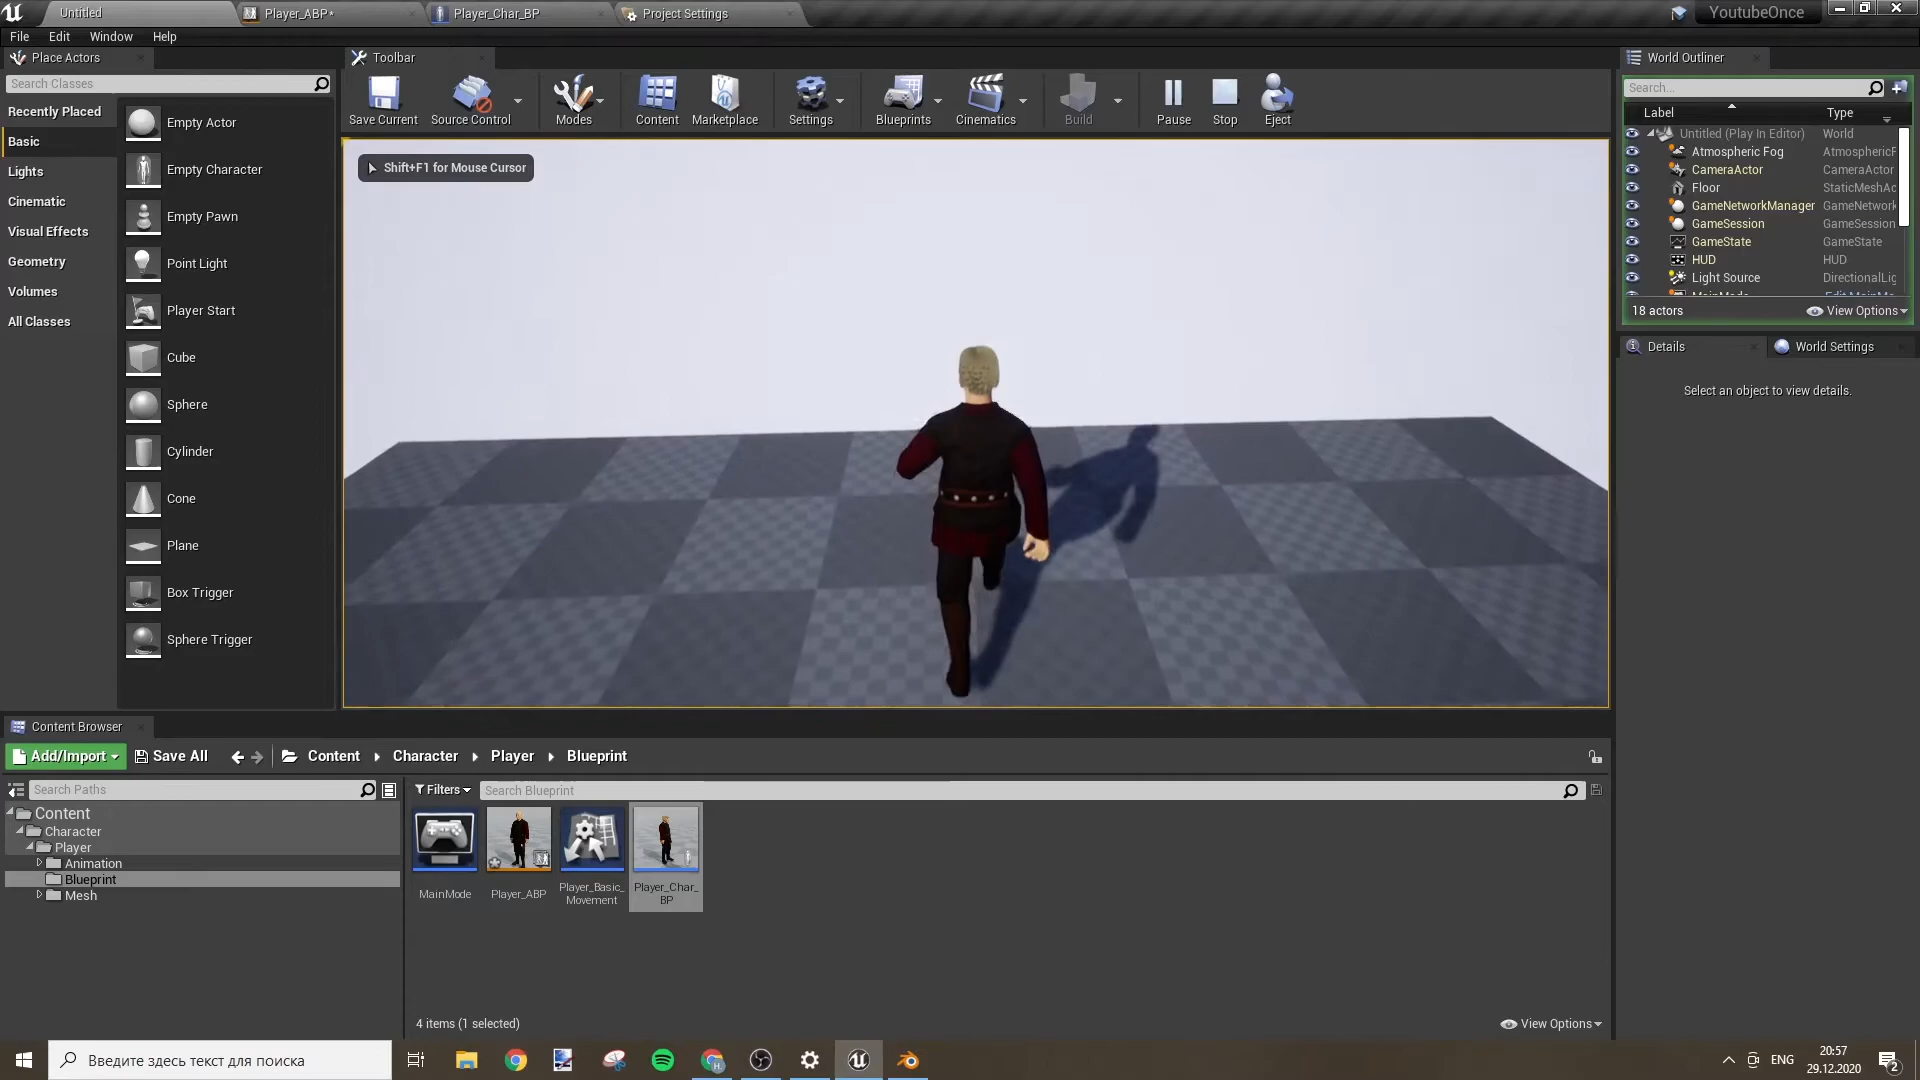 Untitled
Player_ABP*
Player_Char_BP
Project Settings
YoutubeOnce
File Edit Window Help
Place Actors
Search Classes
Recently Placed
Basic
Lights
Cinematic
Visual Effects
Geometry
Volumes
All Classes
Empty Actor
Empty Character
Empty Pawn
Point Light
Player Start
Cube
Sphere
Cylinder
Cone
Plane
Box Trigger
Sphere Trigger
Toolbar
Save Current
Source Control
Modes
Content
Marketplace
Settings
Blueprints
Cinematics
Build
Pause
Stop
Eject
Shift+F1 for Mouse Cursor
World Outliner
Search...
Label Type
Untitled (Play In Editor) World
Atmospheric Fog AtmosphericF
CameraActor CameraActor
Floor StaticMeshAc
GameNetworkManager GameNetwork
GameSession GameSession
GameState GameState
HUD HUD
Light Source DirectionalLig
18 actors
View Options
Details
World Settings
Select an object to view details.
Content Browser
Add/Import
Save All
Content
Character
Player
Blueprint
Search Paths
Content
Character
Player
Animation
Blueprint
Mesh
Filters
Search Blueprint
MainMode
Player_ABP
Player_Basic_
Movement
Player_Char_
BP
4 items (1 selected)
View Options
Введите здесь текст для поиска
ENG
20:57
29.12.2020
2